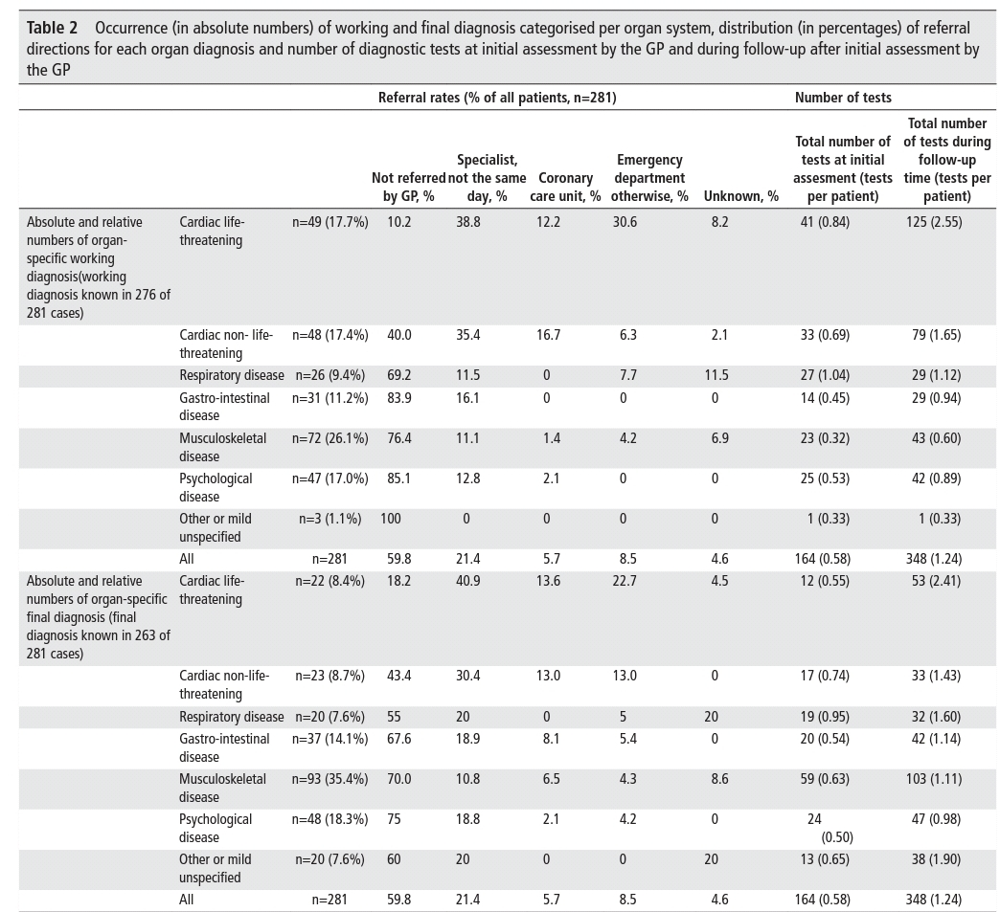 Table 2 Occurrence (in absolute numbers) of working and final diagnosis categorised per organ system, distribution (in percentages) of referral
directions for each organ diagnosis and number of diagnostic tests at initial assessment by the GP and during follow-up after initial assessment by
the GP
Referral rates (% of all patients, n=281) Number of tests
Not referred by GP, % Specialist, not the same day, % Coronary care unit, % Emergency department otherwise, % Unknown, % Total number of tests at initial assesment (tests per patient) Total number of tests during follow-up time (tests per patient)
Absolute and relative numbers of organ-specific working diagnosis(working diagnosis known in 276 of 281 cases) Cardiac life-threatening n=49 (17.7%) 10.2 38.8 12.2 30.6 8.2 41 (0.84) 125 (2.55)
Cardiac non- life-threatening n=48 (17.4%) 40.0 35.4 16.7 6.3 2.1 33 (0.69) 79 (1.65)
Respiratory disease n=26 (9.4%) 69.2 11.5 0 7.7 11.5 27 (1.04) 29 (1.12)
Gastro-intestinal disease n=31 (11.2%) 83.9 16.1 0 0 0 14 (0.45) 29 (0.94)
Musculoskeletal disease n=72 (26.1%) 76.4 11.1 1.4 4.2 6.9 23 (0.32) 43 (0.60)
Psychological disease n=47 (17.0%) 85.1 12.8 2.1 0 0 25 (0.53) 42 (0.89)
Other or mild unspecified n=3 (1.1%) 100 0 0 0 0 1 (0.33) 1 (0.33)
All n=281 59.8 21.4 5.7 8.5 4.6 164 (0.58) 348 (1.24)
Absolute and relative numbers of organ-specific final diagnosis (final diagnosis known in 263 of 281 cases) Cardiac life-threatening n=22 (8.4%) 18.2 40.9 13.6 22.7 4.5 12 (0.55) 53 (2.41)
Cardiac non-life-threatening n=23 (8.7%) 43.4 30.4 13.0 13.0 0 17 (0.74) 33 (1.43)
Respiratory disease n=20 (7.6%) 55 20 0 5 20 19 (0.95) 32 (1.60)
Gastro-intestinal disease n=37 (14.1%) 67.6 18.9 8.1 5.4 0 20 (0.54) 42 (1.14)
Musculoskeletal disease n=93 (35.4%) 70.0 10.8 6.5 4.3 8.6 59 (0.63) 103 (1.11)
Psychological disease n=48 (18.3%) 75 18.8 2.1 4.2 0 24 (0.50) 47 (0.98)
Other or mild unspecified n=20 (7.6%) 60 20 0 0 20 13 (0.65) 38 (1.90)
All n=281 59.8 21.4 5.7 8.5 4.6 164 (0.58) 348 (1.24)